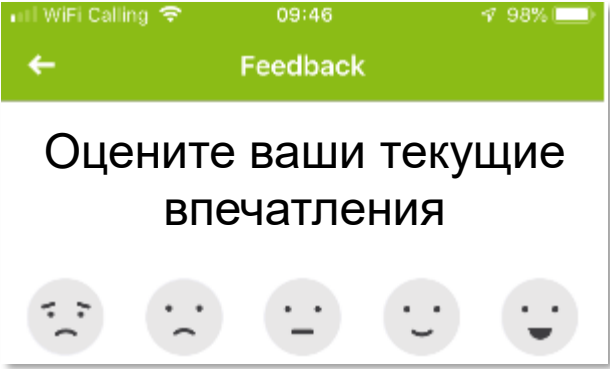 WiFi Calling 09:46 98%
Feedback
Оцените ваши текущие
впечатления